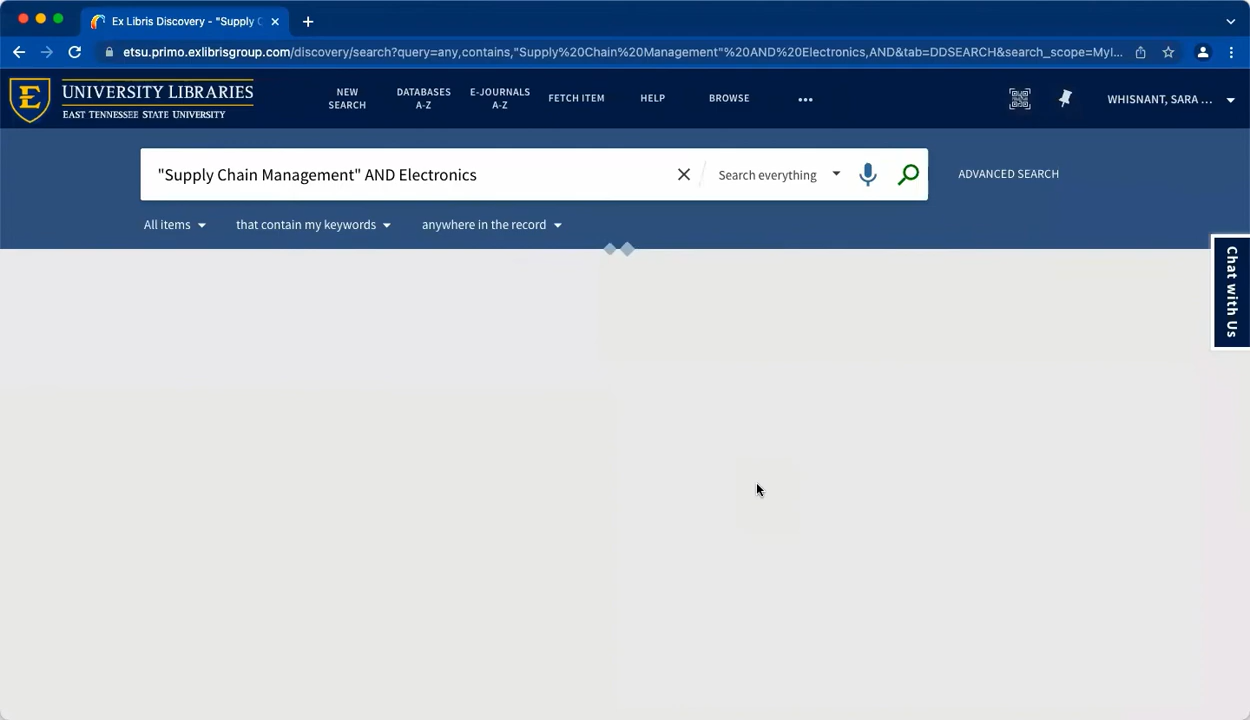 Ex Libris Discovery - "Supply C
etsu.primo.exlibrisgroup.com/discovery/search?query=any,contains,"Supply%20Chain%20Management"%20AND%20Electronics,AND&tab=DDSEARCH&search_scope=MyI...
E
UNIVERSITY LIBRARIES
EAST TENNESSEE STATE UNIVERSITY
NEW
SEARCH
DATABASES
A-Z
E-JOURNALS
A-Z
FETCH ITEM
HELP
BROWSE
WHISNANT, SARA ...
"Supply Chain Management" AND Electronics
Search everything
ADVANCED SEARCH
All items
that contain my keywords
anywhere in the record
Chat with Us